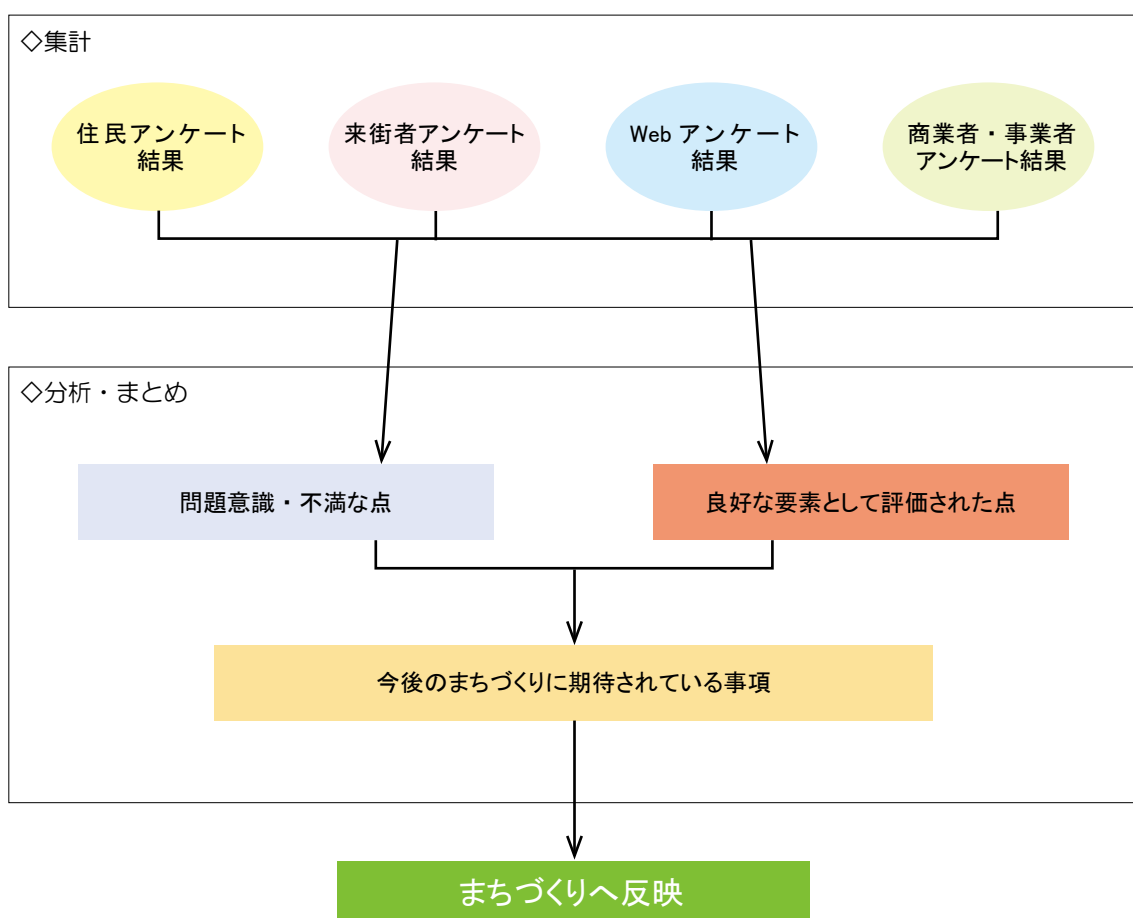 ◇集計
住民アンケート
結果
来街者アンケート
結果
Web アンケート
結果
商業者・事業者
アンケート結果
◇分析・まとめ
問題意識・不満な点
良好な要素として評価された点
今後のまちづくりに期待されている事項
まちづくりへ反映